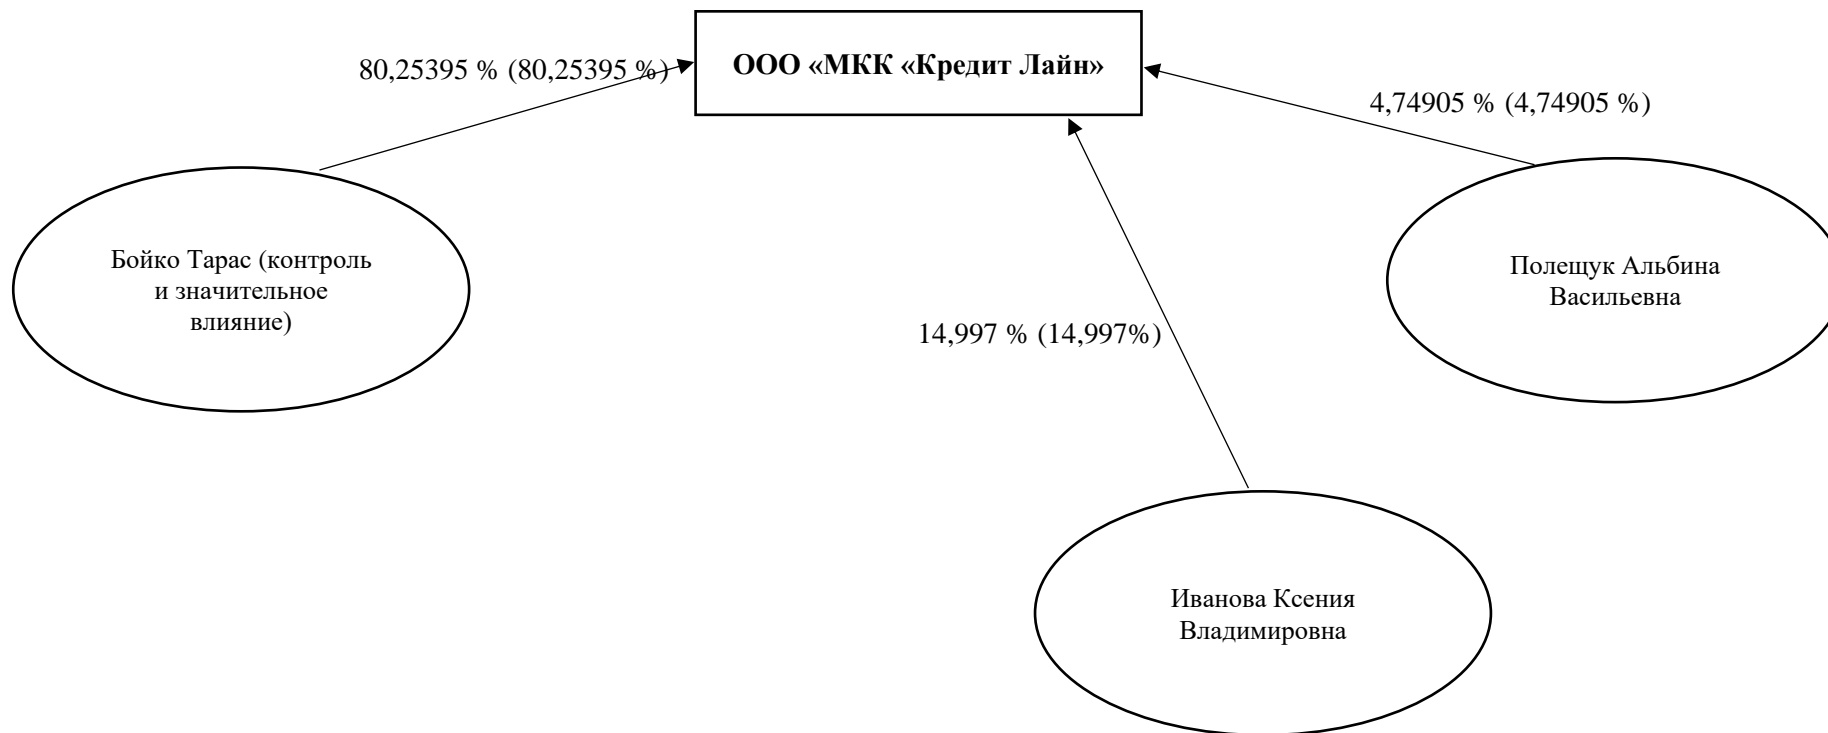 ООО «МКК «Кредит Лайн»
80,25395 % (80,25395 %)
4,74905 % (4,74905 %)
Бойко Тарас (контроль
и значительное
влияние)
Полещук Альбина
Васильевна
14,997 % (14,997%)
Иванова Ксения
Владимировна